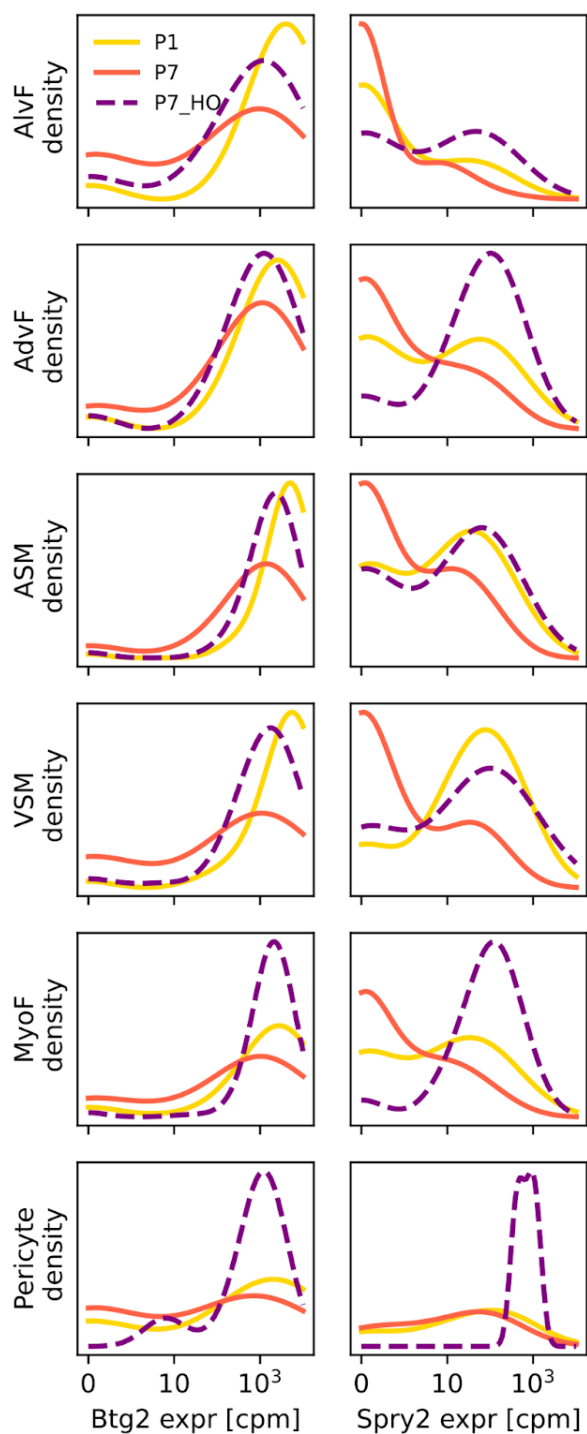 P1
P7
P7_HO
AlvF
density
AdvF
density
ASM
density
VSM
density
MyoF
density
Pericyte
density
0 10 10³ 0 10 10³
Btg2 expr [cpm] Spry2 expr [cpm]